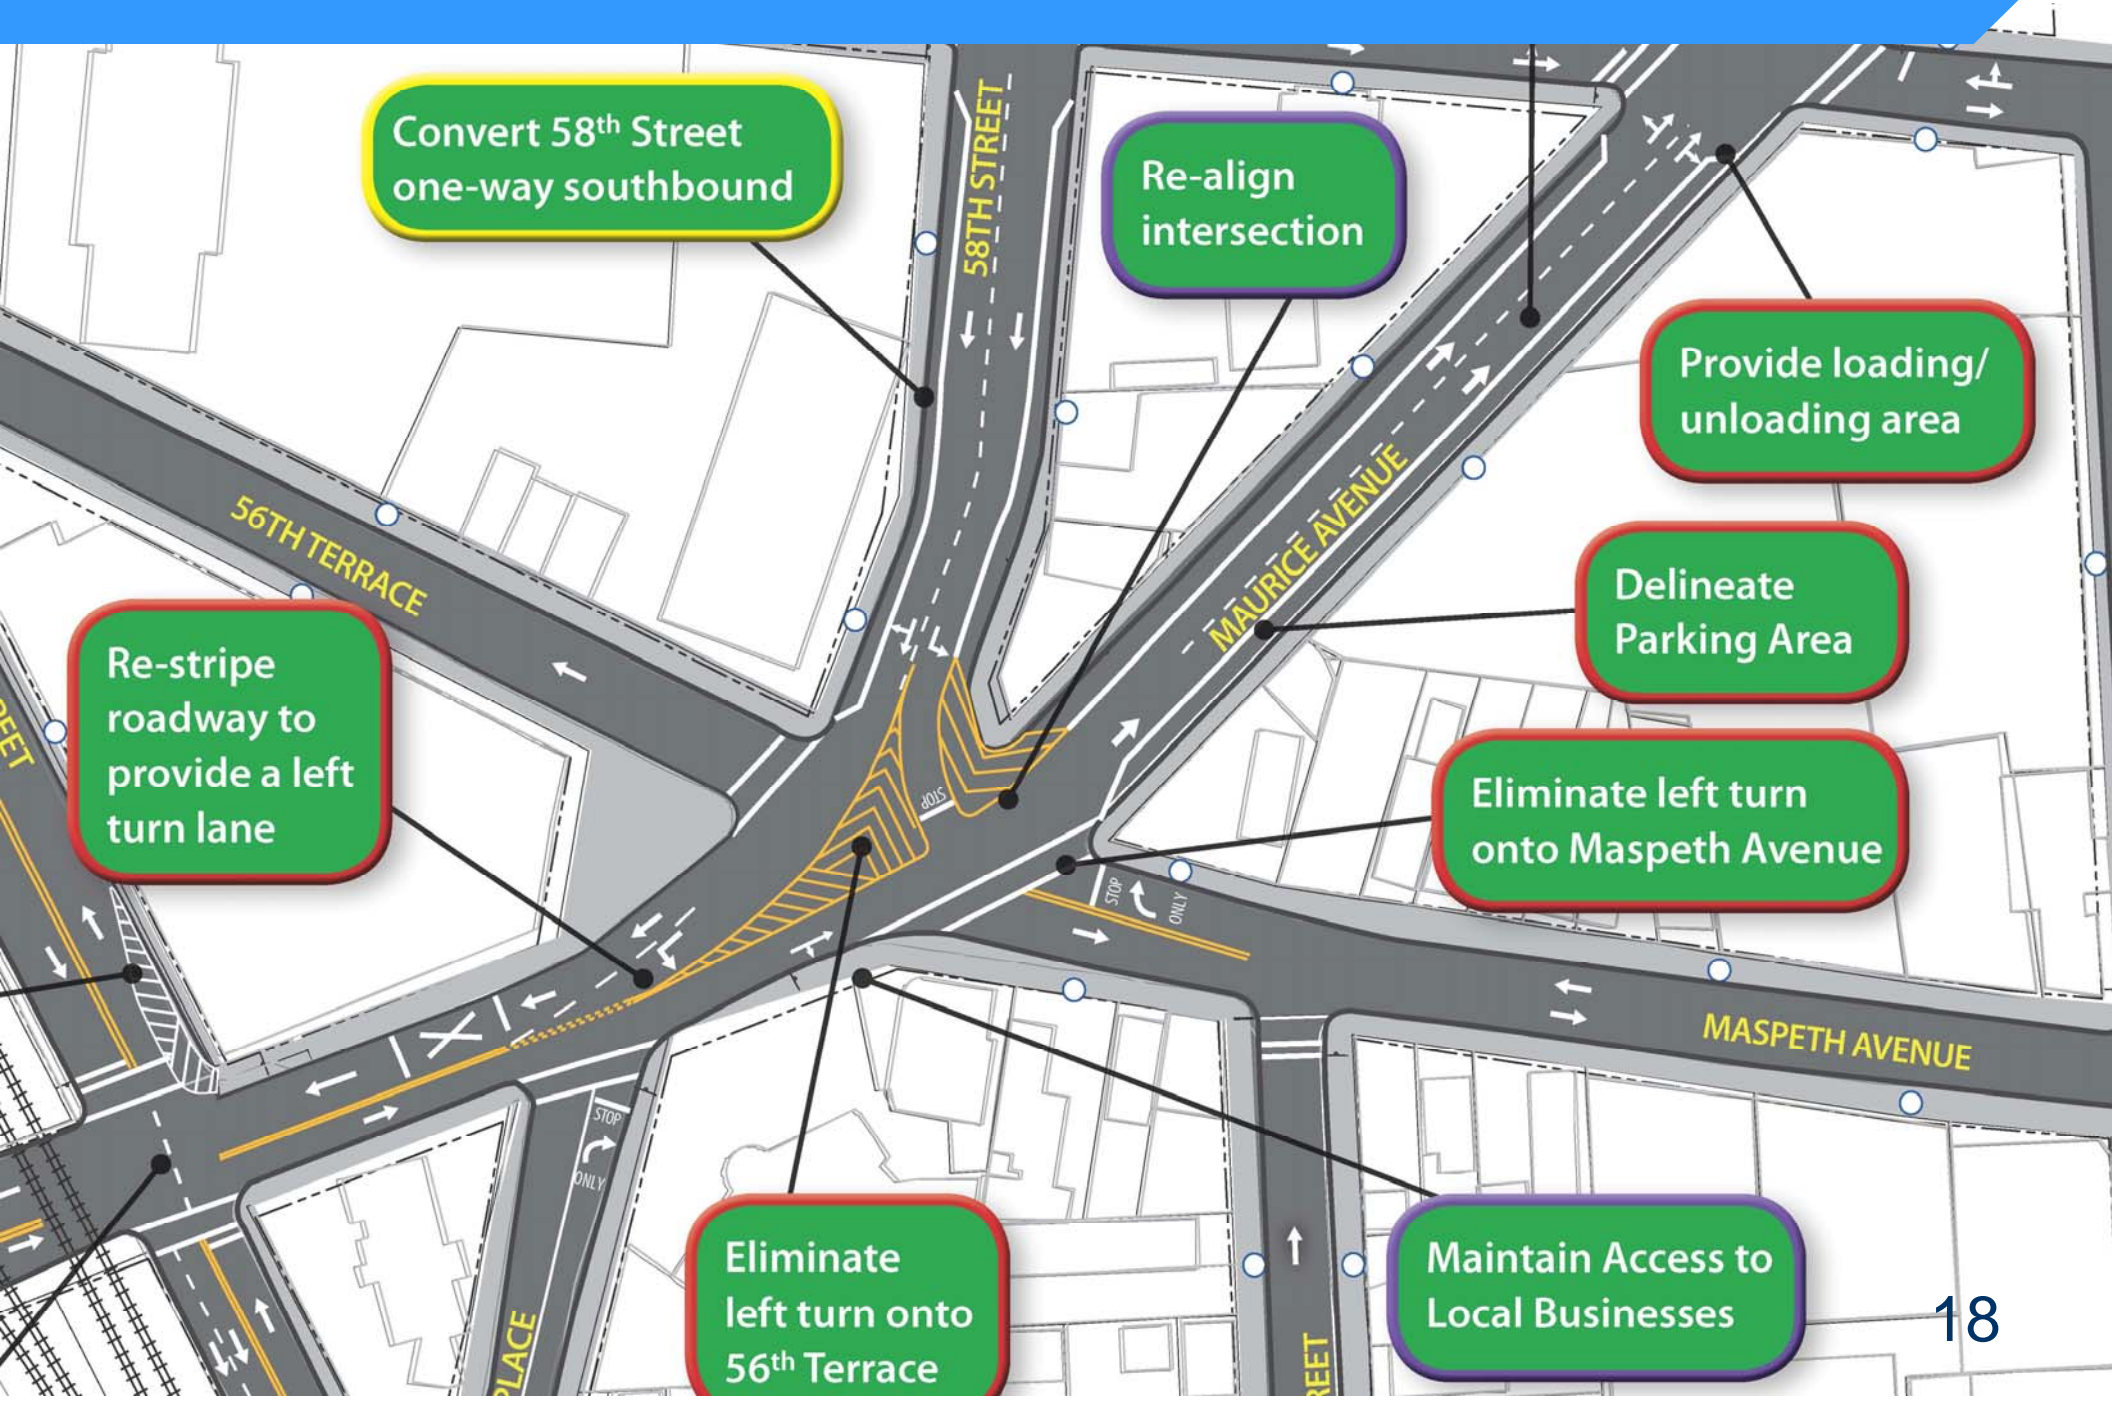 Convert 58th Street
one-way southbound
58TH STREET
Re-align
intersection
Provide loading/
unloading area
MAURICE AVENUE
56TH TERRACE
Delineate
Parking Area
Re-stripe
roadway to
provide a left
turn lane
Eliminate left turn
onto Maspeth Avenue
STOP
STOP
ONLY
MASPETH AVENUE
STOP
ONLY
Eliminate
left turn onto
56th Terrace
Maintain Access to
Local Businesses
PLACE
18